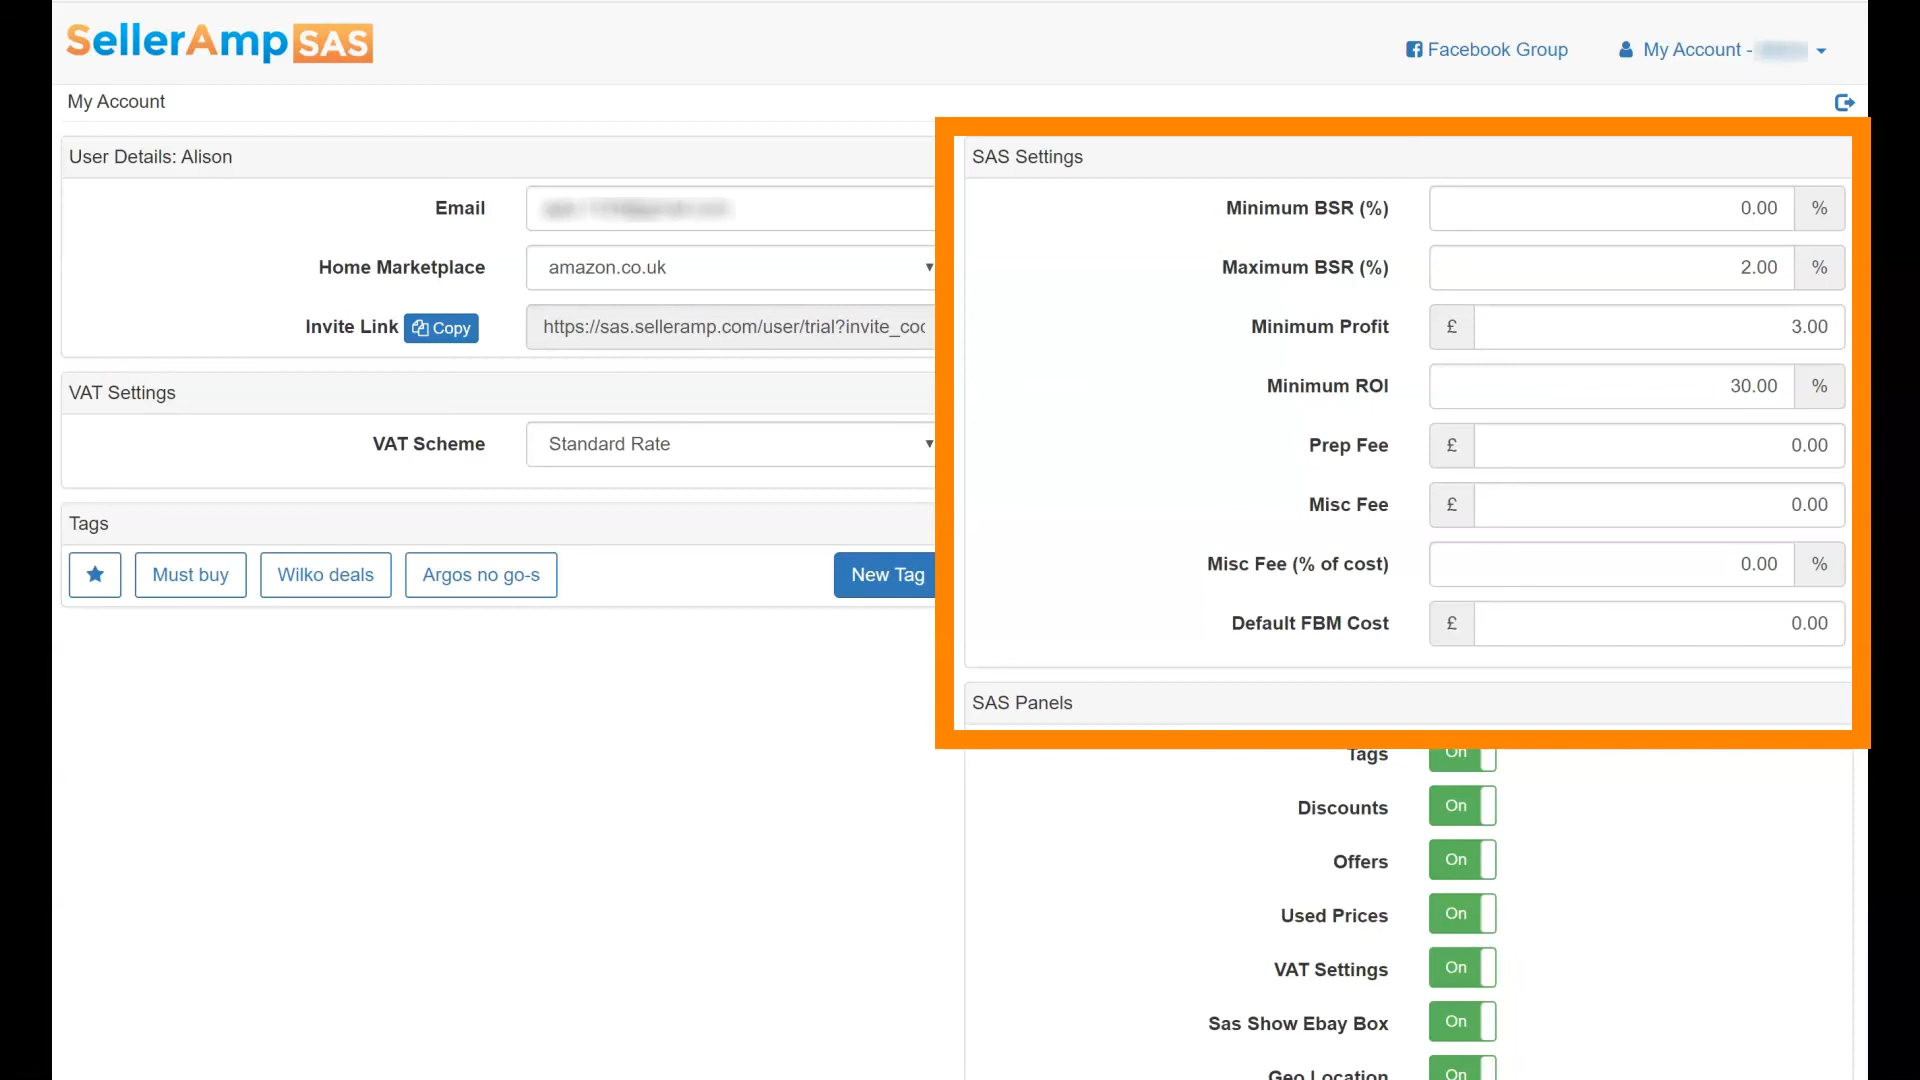 SellerAmp SAS
Facebook Group
My Account -
My Account
User Details: Alison
Email
Home Marketplace
amazon.co.uk
Invite Link
Copy
https://sas.selleramp.com/user/trial?invite_coc
VAT Settings
VAT Scheme
Standard Rate
Tags
Must buy
Wilko deals
Argos no go-s
New Tag
SAS Settings
Minimum BSR (%) 0.00 %
Maximum BSR (%) 2.00 %
Minimum Profit £ 3.00
Minimum ROI 30.00 %
Prep Fee £ 0.00
Misc Fee £ 0.00
Misc Fee (% of cost) 0.00 %
Default FBM Cost £ 0.00
SAS Panels
Tags On
Discounts On
Offers On
Used Prices On
VAT Settings On
Sas Show Ebay Box On
Geo Location On